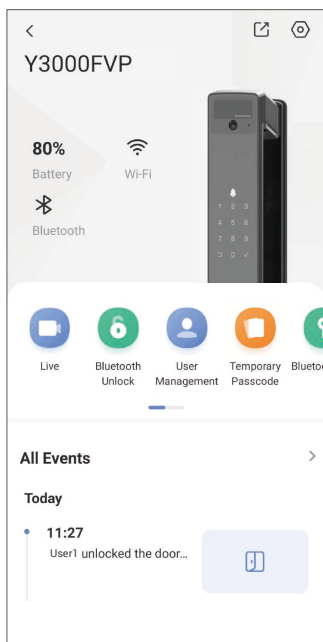 Y3000FVP
80%
Battery
Wi-Fi
Bluetooth
1 2 3
4 5 6
7 8 9
0
Live
Bluetooth
Unlock
User
Management
Temporary
Passcode
Bluetoo
All Events
Today
11:27
User1 unlocked the door...